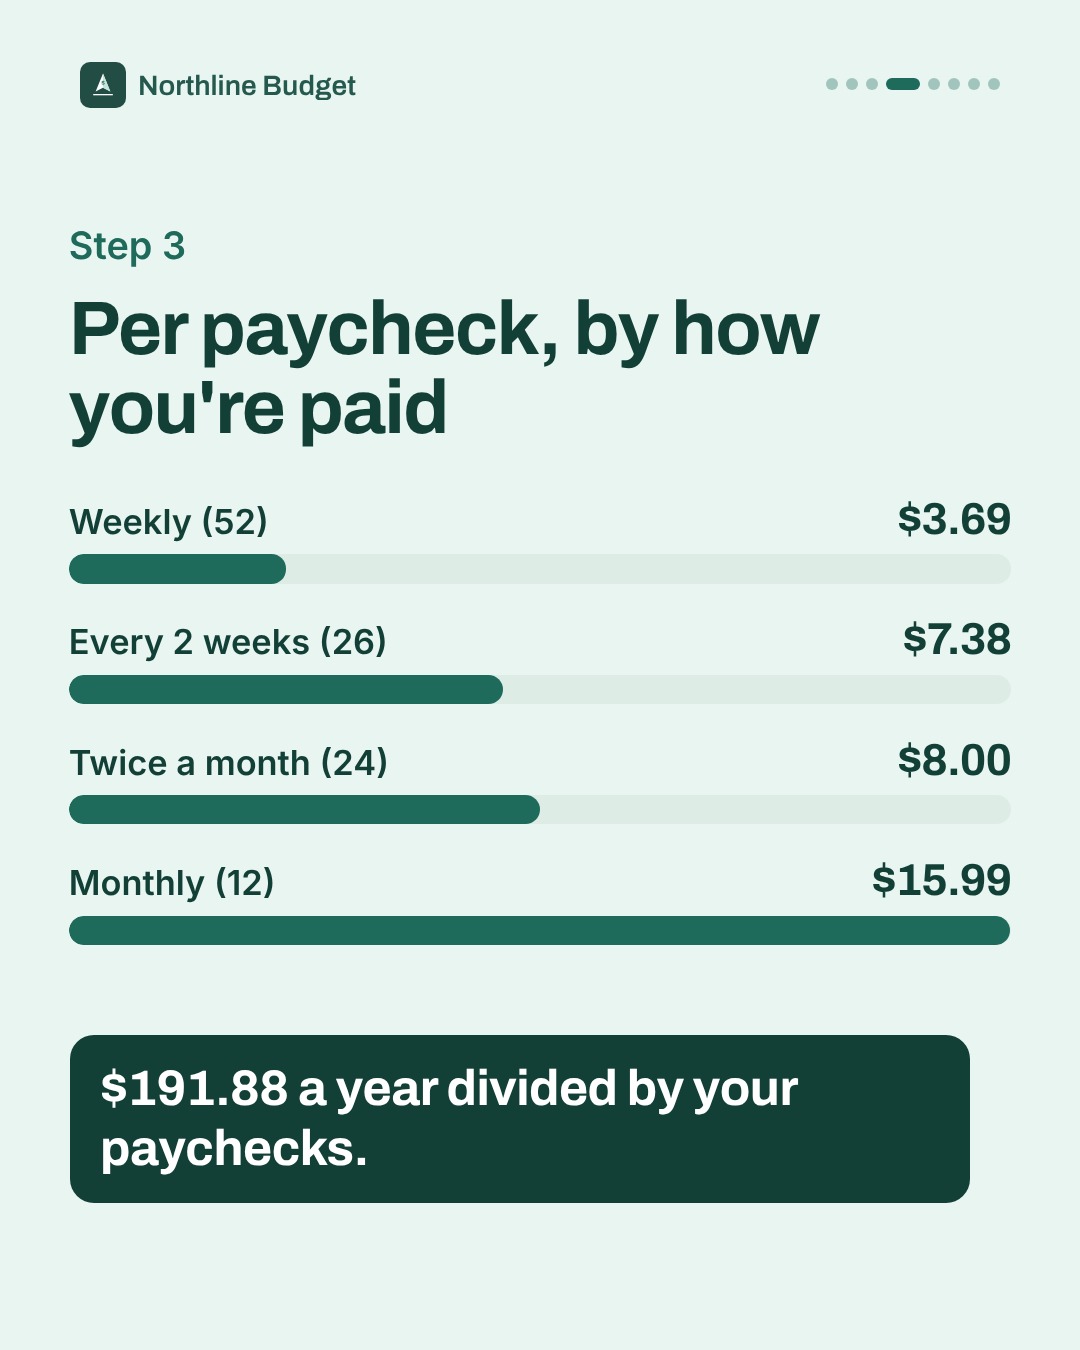 Northline Budget
Step 3
Per paycheck, by how
you're paid
Weekly (52)
$3.69
Every 2 weeks (26)
$7.38
Twice a month (24)
$8.00
Monthly (12)
$15.99
$191.88 a year divided by your
paychecks.